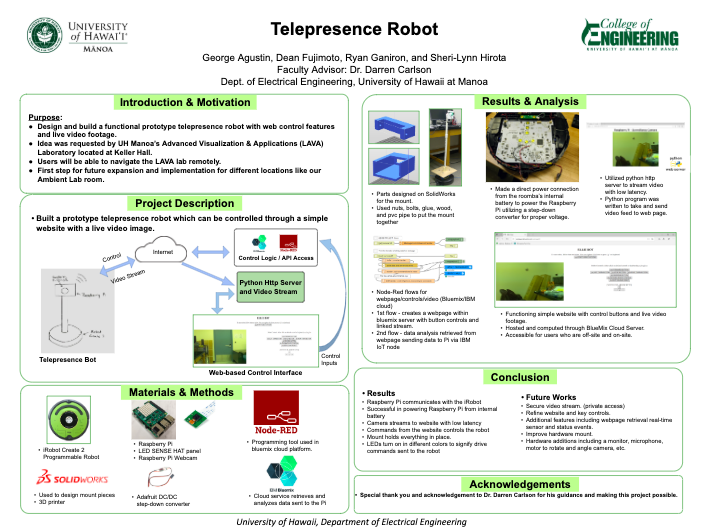 UNIVERSITY
of HAWAI'I
MĀNOA
Telepresence Robot
College of
ENGINEERING
UNIVERSITY OF HAWAI'I AT MĀNOA
George Agustin, Dean Fujimoto, Ryan Ganiron, and Sheri-Lynn Hirota
Faculty Advisor: Dr. Darren Carlson
Dept. of Electrical Engineering, University of Hawaii at Manoa
Introduction & Motivation
Purpose:
● Design and build a functional prototype telepresence robot with web control features
and live video footage.
● Idea was requested by UH Manoa's Advanced Visualization & Applications (LAVA)
Laboratory located at Keller Hall.
● Users will be able to navigate the LAVA lab remotely.
● First step for future expansion and implementation for different locations like our
Ambient Lab room.
Project Description
• Built a prototype telepresence robot which can be controlled through a simple
website with a live video image.
Control
Video Stream
Internet
Control Logic / API Access
Python Http Server
and Video Stream
Raspberry Pi
Telepresence Bot
Web-based Control Interface
Control
Inputs
Materials & Methods
• iRobot Create 2
Programmable Robot
• Raspberry Pi
• LED SENSE HAT panel
• Raspberry Pi Webcam
Node-RED
• Programming tool used in
bluemix cloud platform.
SOLIDWORKS
• Used to design mount pieces
• 3D printer
• Adafruit DC/DC
step-down converter
IBM Bluemix
• Cloud service retrieves and
analyzes data sent to the Pi
Results & Analysis
• Parts designed on SolidWorks
for the mount.
• Used nuts, bolts, glue, wood,
and pvc pipe to put the mount
together
• Made a direct power connection
from the roomba's internal
battery to power the Raspberry
Pi utilizing a step-down
converter for proper voltage.
python
• Utilized python http
server to stream video
with low latency.
• Python program was
written to take and send
video feed to web page.
• Node-Red flows for
webpage/controls/video (Bluemix/IBM
cloud)
• 1st flow - creates a webpage within
bluemix server with button controls and
linked stream.
• 2nd flow - data analysis retrieved from
webpage sending data to Pi via IBM
IoT node
• Functioning simple website with control buttons and live video
footage.
• Hosted and computed through BlueMix Cloud Server.
• Accessible for users who are off-site and on-site.
Conclusion
• Results
• Raspberry Pi communicates with the iRobot
• Successful in powering Raspberry Pi from internal
battery
• Camera streams to website with low latency
• Commands from the website controls the robot
• Mount holds everything in place.
• LEDs turn on in different colors to signify drive
commands sent to the robot
• Future Works
• Secure video stream. (private access)
• Refine website and key controls.
• Additional features including webpage retrieval real-time
sensor and status events.
• Improve hardware mount.
• Hardware additions including a monitor, microphone,
motor to rotate and angle camera, etc.
Acknowledgements
• Special thank you and acknowledgement to Dr. Darren Carlson for his guidance and making this project possible.
University of Hawaii, Department of Electrical Engineering